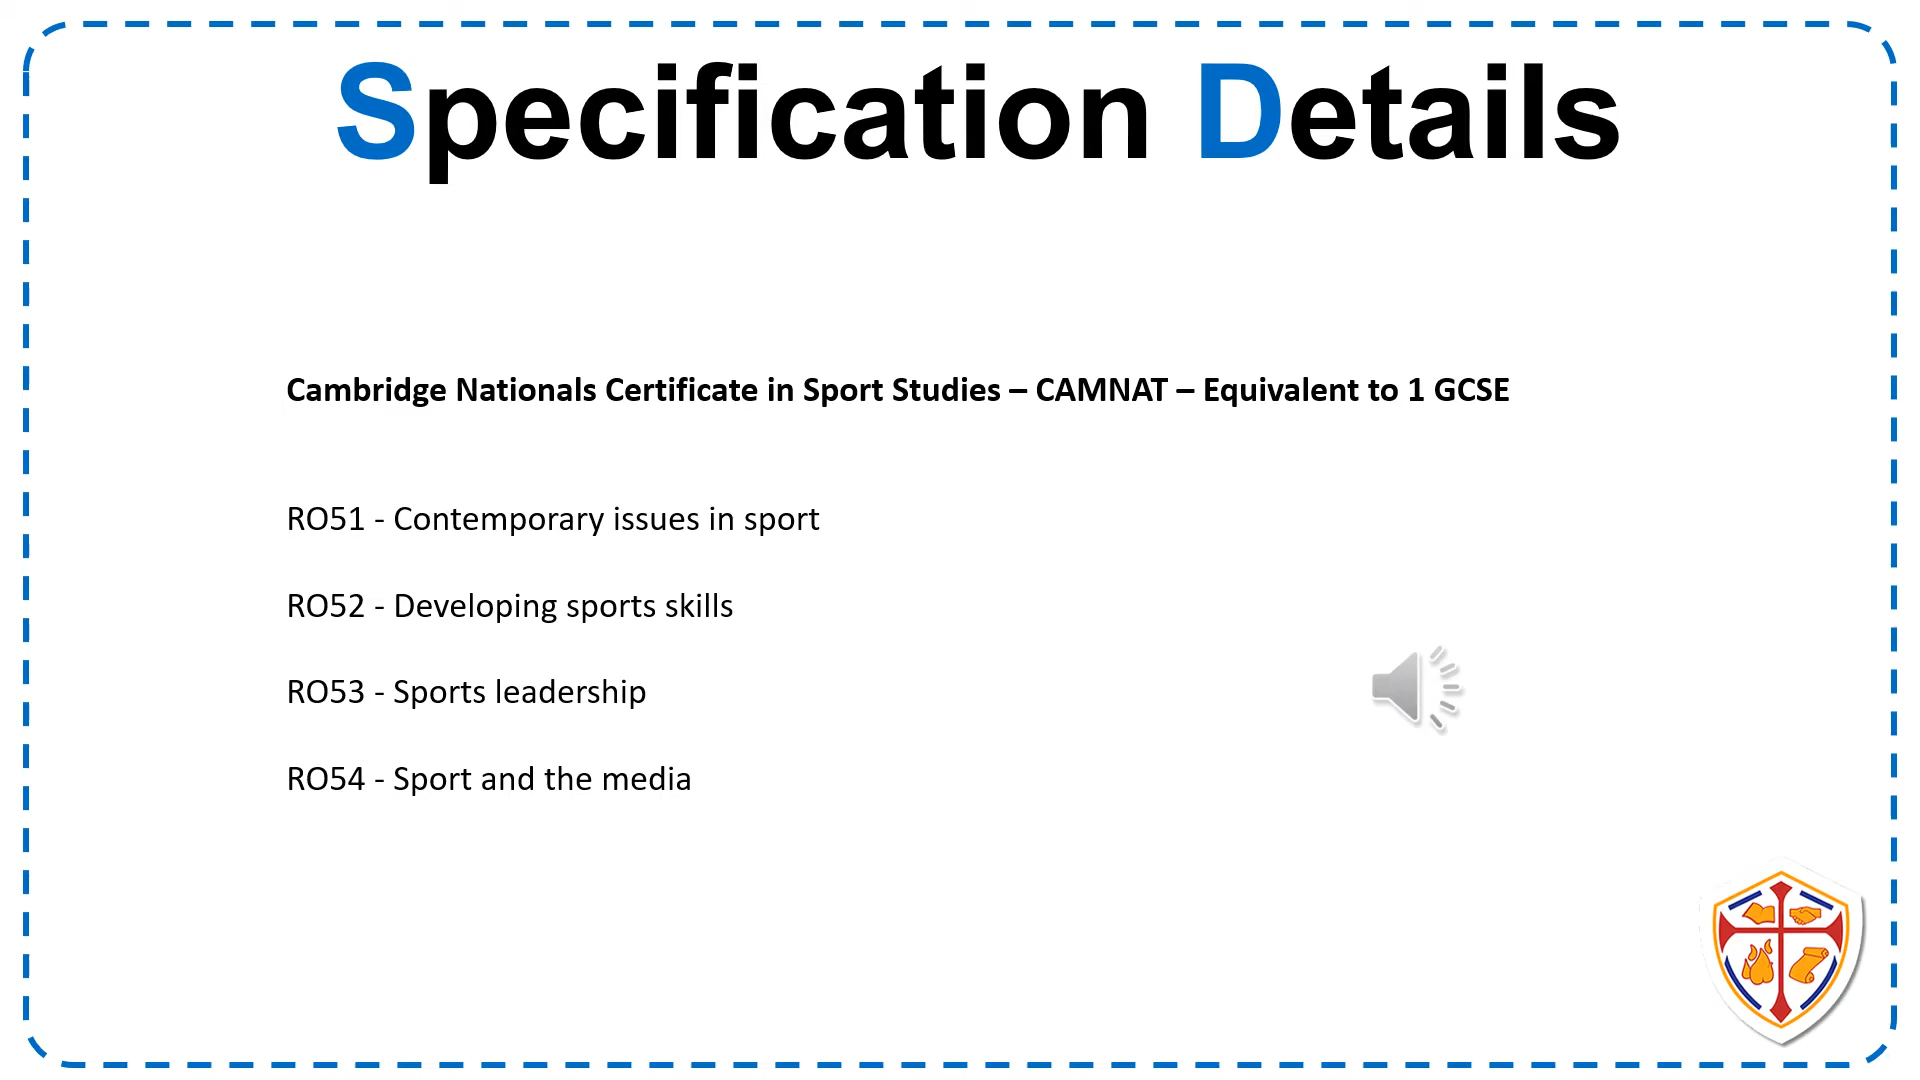 Specification Details
Cambridge Nationals Certificate in Sport Studies – CAMNAT – Equivalent to 1 GCSE
RO51 - Contemporary issues in sport
RO52 - Developing sports skills
RO53 - Sports leadership
RO54 - Sport and the media